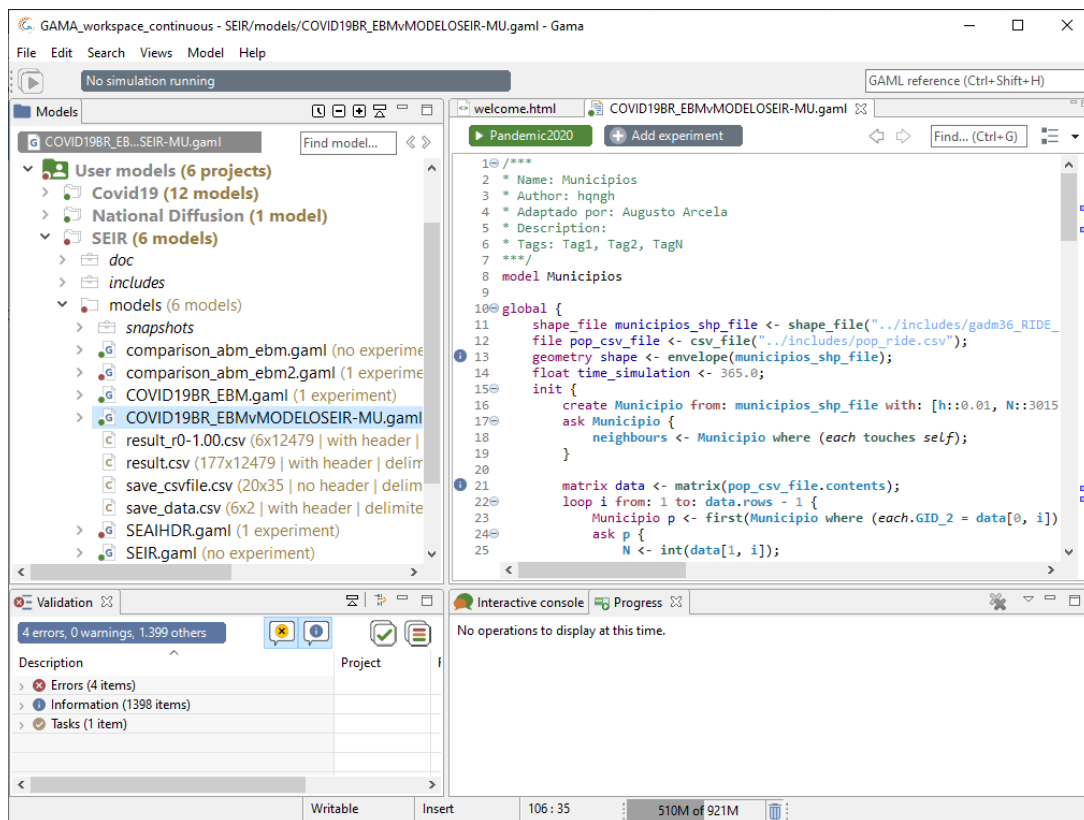 GAMA_workspace_continuous - SEIR/models/COVID19BR_EBMvMODELOSEIR-MU.gaml - Gama
File Edit Search Views Model Help
No simulation running
GAML reference (Ctrl+Shift+H)
Models
COVID19BR_EB...SEIR-MU.gaml
Find model...
User models (6 projects)
Covid19 (12 models)
National Diffusion (1 model)
SEIR (6 models)
doc
includes
models (6 models)
snapshots
comparison_abm_ebm.gaml (no experime
comparison_abm_ebm2.gaml (1 experime
COVID19BR_EBM.gaml (1 experiment)
COVID19BR_EBMvMODELOSEIR-MU.gaml
result_r0-1.00.csv (6x12479 | with header |
result.csv (177x12479 | with header | delim
save_csvfile.csv (20x35 | no header | delim
save_data.csv (6x2 | with header | delimite
SEAIHDR.gaml (1 experiment)
SEIR.gaml (no experiment)
welcome.html
COVID19BR_EBMvMODELOSEIR-MU.gaml
Pandemic2020
Add experiment
Find... (Ctrl+G)
1 /***
2 * Name: Municipios
3 * Author: hqngh
4 * Adaptado por: Augusto Arcela
5 * Description:
6 * Tags: Tag1, Tag2, TagN
7 ***/
8 model Municipios
9
10 global {
11 shape_file municipios_shp_file <- shape_file("../includes/gadm36_RIDE_
12 file pop_csv_file <- csv_file("../includes/pop_ride.csv");
13 geometry shape <- envelope(municipios_shp_file);
14 float time_simulation <- 365.0;
15 init {
16 create Municipio from: municipios_shp_file with: [h::0.01, N::3015
17 ask Municipio {
18 neighbours <- Municipio where (each touches self);
19 }
20
21 matrix data <- matrix(pop_csv_file.contents);
22 loop i from: 1 to: data.rows - 1 {
23 Municipio p <- first(Municipio where (each.GID_2 = data[0, i])
24 ask p {
25 N <- int(data[1, i]);
Validation
4 errors, 0 warnings, 1.399 others
Description Project
Errors (4 items)
Information (1398 items)
Tasks (1 item)
Interactive console
Progress
No operations to display at this time.
Writable Insert 106 : 35 510M of 921M